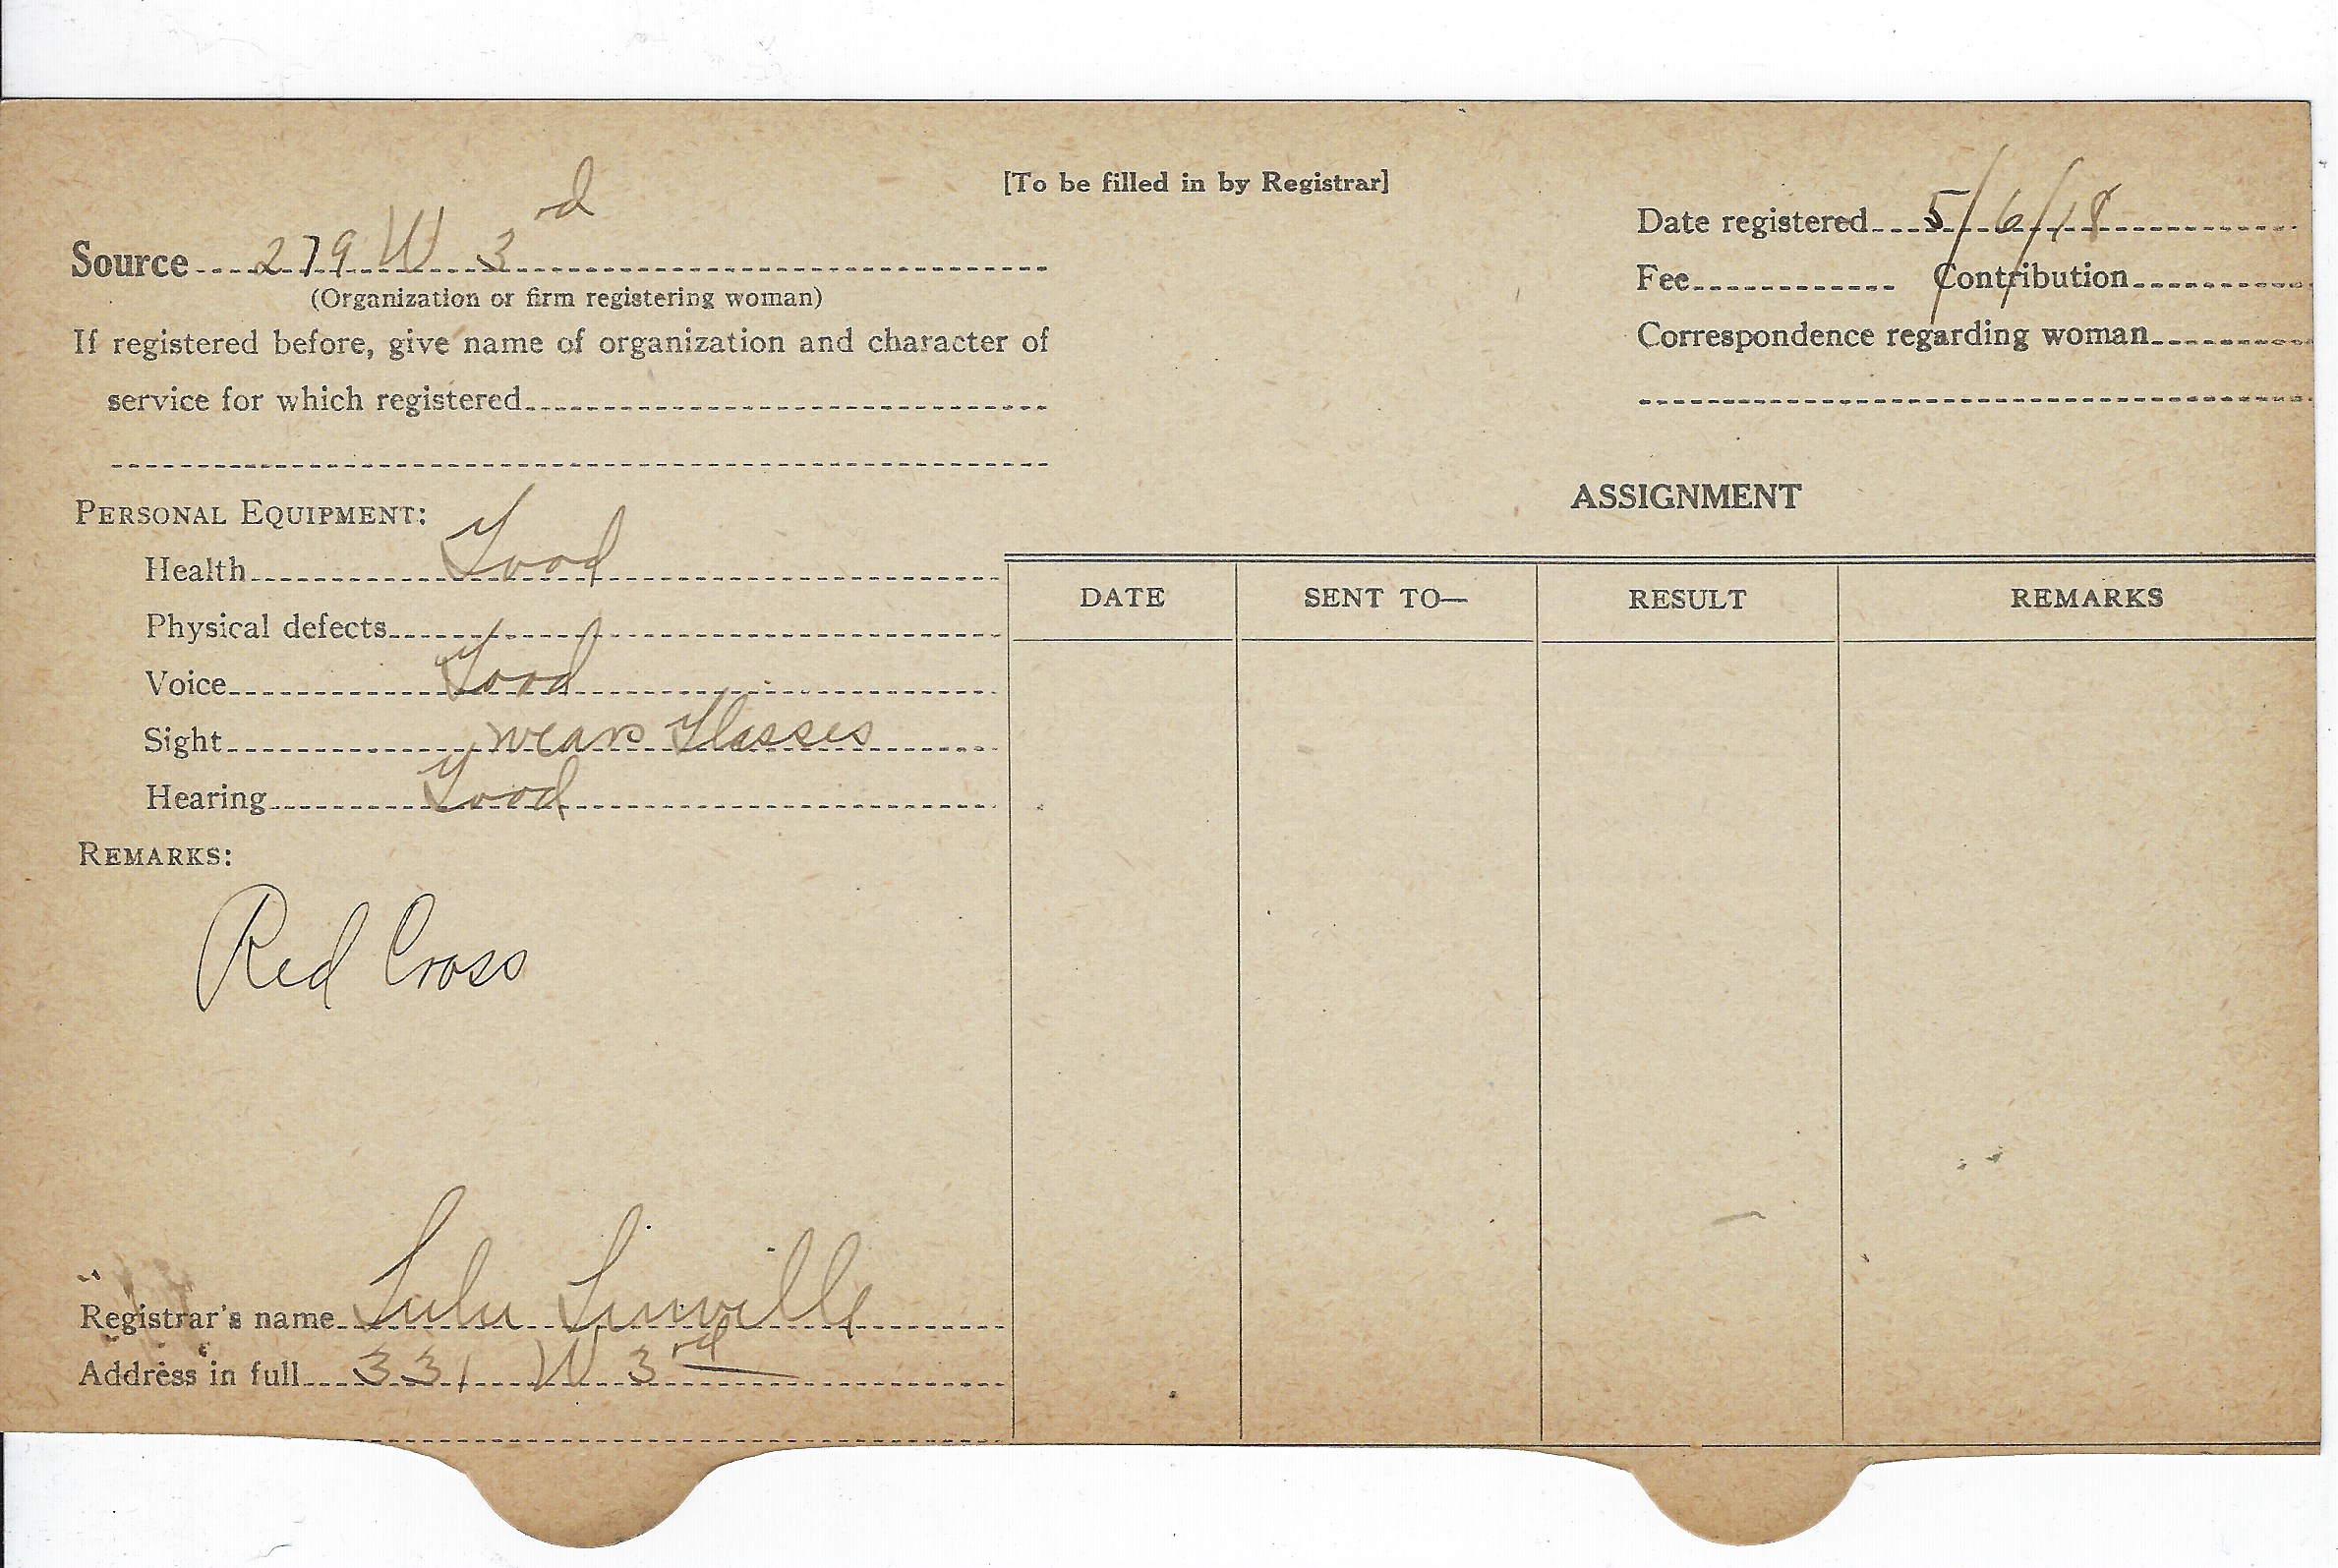 [To be filled in by Registrar]
Source 279 W 3rd
(Organization or firm registering woman)
If registered before, give name of organization and character of
service for which registered
Date registered 5/6/18
Fee Contribution
Correspondence regarding woman
PERSONAL EQUIPMENT:
Health Good
Physical defects
Voice Good
Sight wears Glasses
Hearing Good
REMARKS:
Red Cross
Registrar's name Lulu Linville
Address in full 331 W 3rd
ASSIGNMENT
DATE SENT TO— RESULT REMARKS